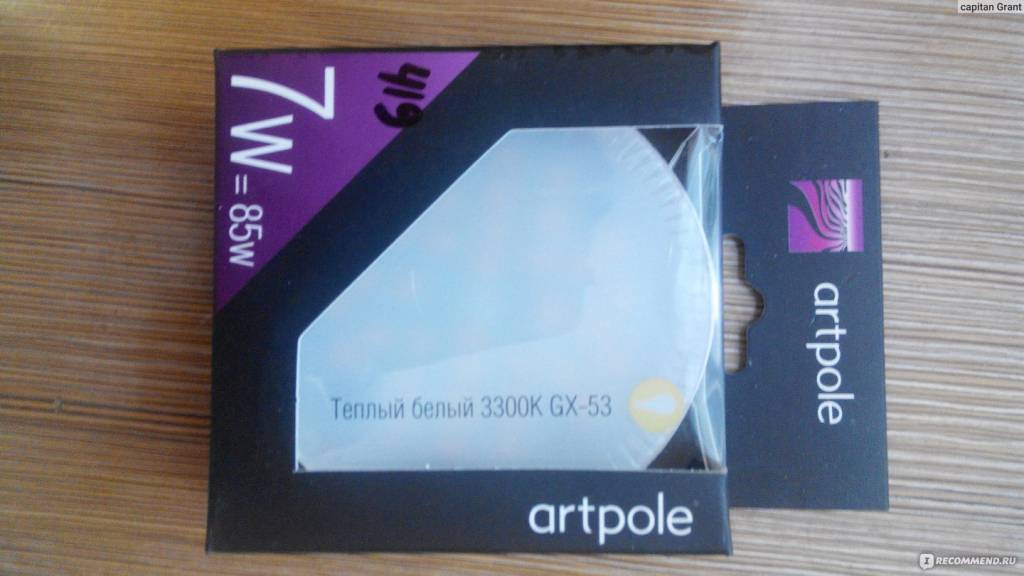 capitan Grant
7W = 85w
419
artpole
Теплый белый 3300K GX-53
artpole
I RECOMMEND.RU